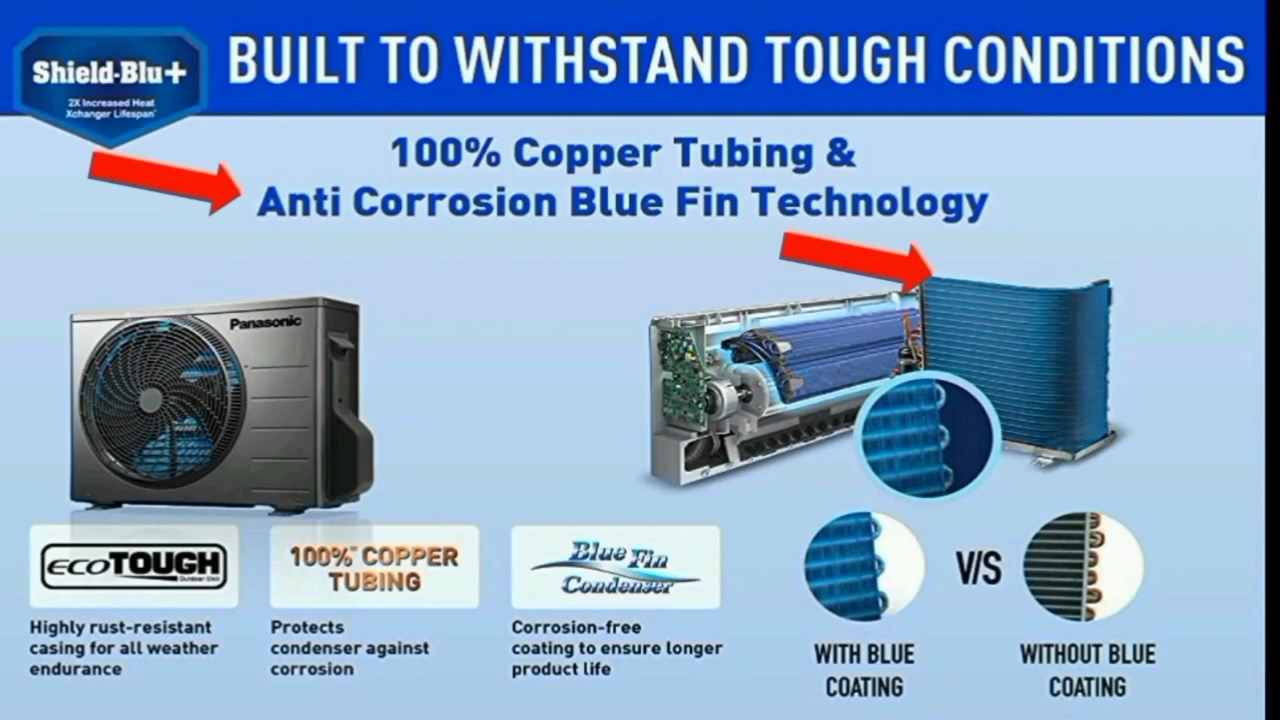 Shield-Blu+
2X Increased Heat
Xchanger Lifespan*
BUILT TO WITHSTAND TOUGH CONDITIONS
100% Copper Tubing &
Anti Corrosion Blue Fin Technology
Panasonic
ecoTOUGH
Outdoor Unit
100%* COPPER
TUBING
Blue Fin
Condenser
Highly rust-resistant
casing for all weather
endurance
Protects
condenser against
corrosion
Corrosion-free
coating to ensure longer
product life
V/S
WITH BLUE
COATING
WITHOUT BLUE
COATING